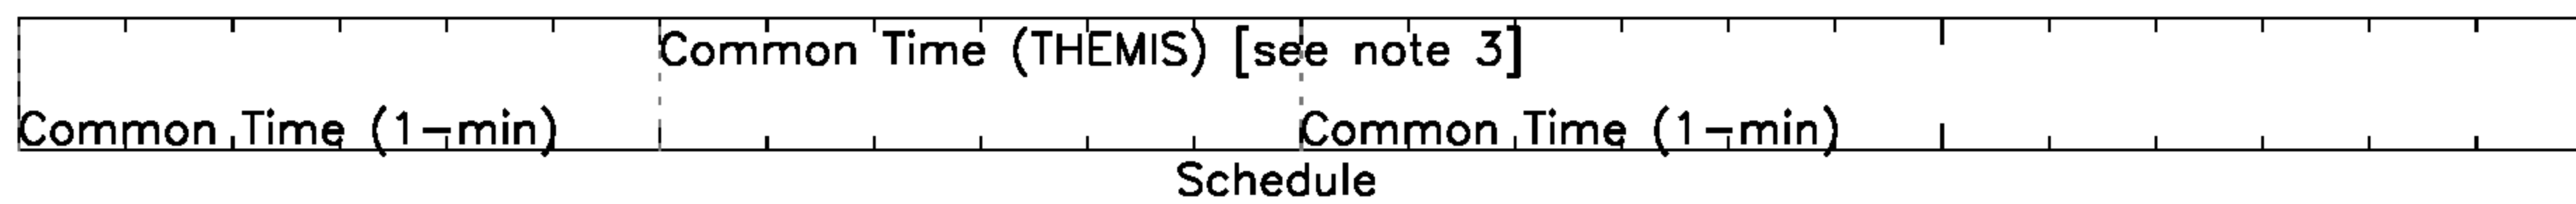 Common Time (THEMIS) [see note 3]
Common Time (1-min) Common Time (1-min)
Schedule